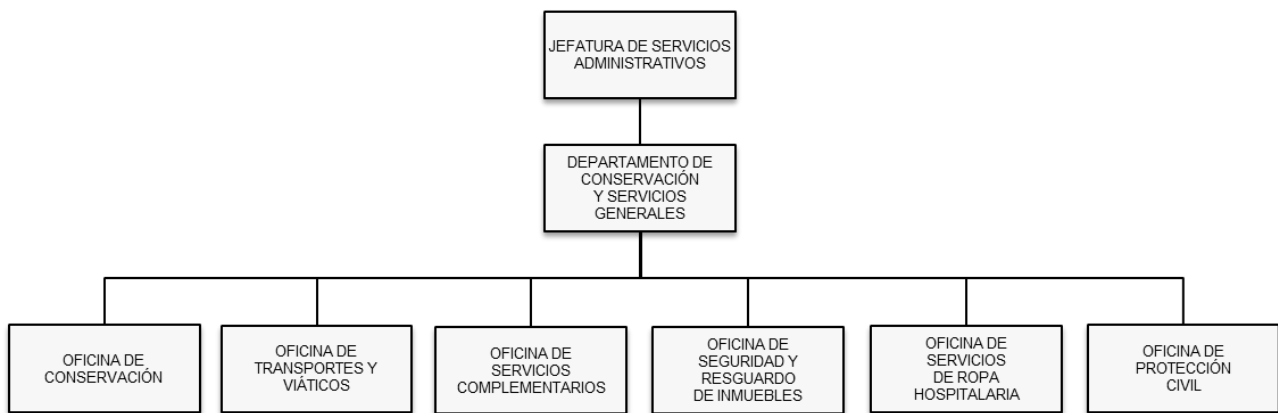 JEFATURA DE SERVICIOS
ADMINISTRATIVOS
DEPARTAMENTO DE
CONSERVACIÓN
Y SERVICIOS
GENERALES
OFICINA DE
CONSERVACIÓN
OFICINA DE
TRANSPORTES Y
VIÁTICOS
OFICINA DE
SERVICIOS
COMPLEMENTARIOS
OFICINA DE
SEGURIDAD Y
RESGUARDO
DE INMUEBLES
OFICINA DE
SERVICIOS
DE ROPA
HOSPITALARIA
OFICINA DE
PROTECCIÓN
CIVIL